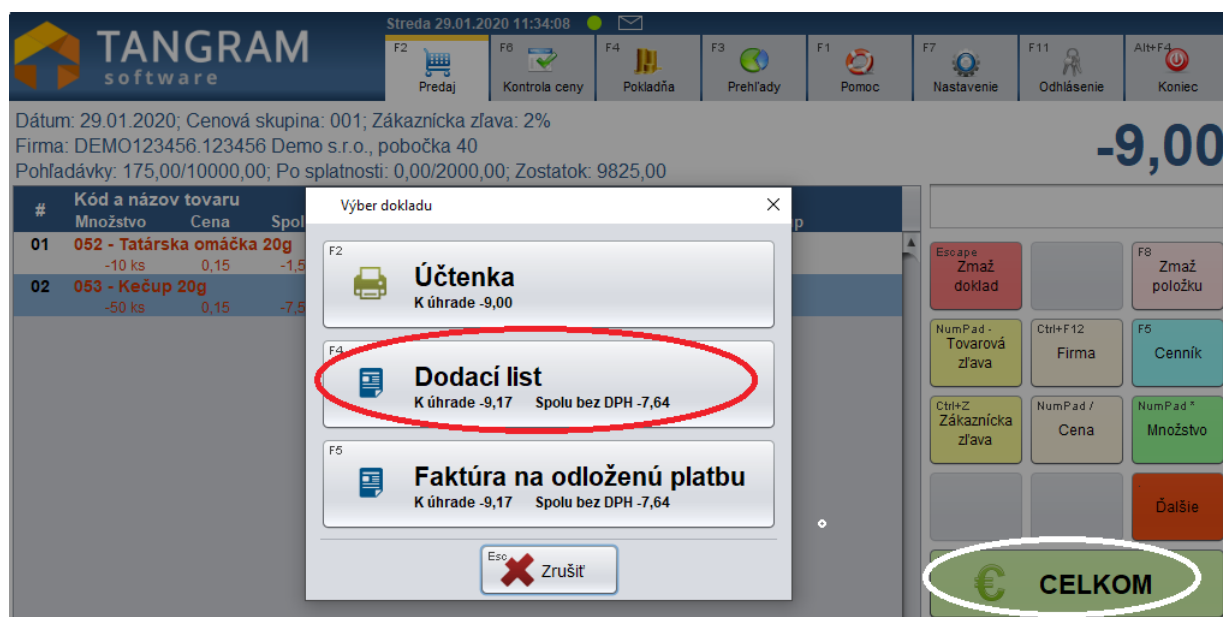 TANGRAM
software
Streda 29.01.2020 11:34:08
F2
Predaj
F6
Kontrola ceny
F4
Pokladňa
F3
Prehľady
F1
Pomoc
F7
Nastavenie
F11
Odhlásenie
Alt+F4
Koniec
Dátum: 29.01.2020; Cenová skupina: 001; Zákaznícka zľava: 2%
Firma: DEMO123456.123456 Demo s.r.o., pobočka 40
Pohľadávky: 175,00/10000,00; Po splatnosti: 0,00/2000,00; Zostatok: 9825,00
-9,00
# Kód a názov tovaru
Množstvo Cena Spol
p
01 052 - Tatárska omáčka 20g
-10 ks 0,15 -1,5
02 053 - Kečup 20g
-50 ks 0,15 -7,5
Výber dokladu
F2
Účtenka
K úhrade -9,00
F4
Dodací list
K úhrade -9,17 Spolu bez DPH -7,64
F5
Faktúra na odloženú platbu
K úhrade -9,17 Spolu bez DPH -7,64
Esc
Zrušiť
Escape
Zmaž
doklad
F8
Zmaž
položku
NumPad -
Tovarová
zľava
Ctrl+F12
Firma
F5
Cenník
Ctrl+Z
Zákaznícka
zľava
NumPad /
Cena
NumPad *
Množstvo
Ďalšie
€ CELKOM